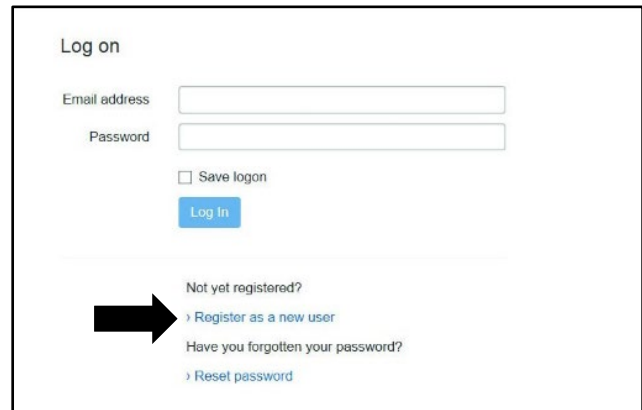 Log on
Email address
Password
Save logon
Log In
Not yet registered?
› Register as a new user
Have you forgotten your password?
› Reset password